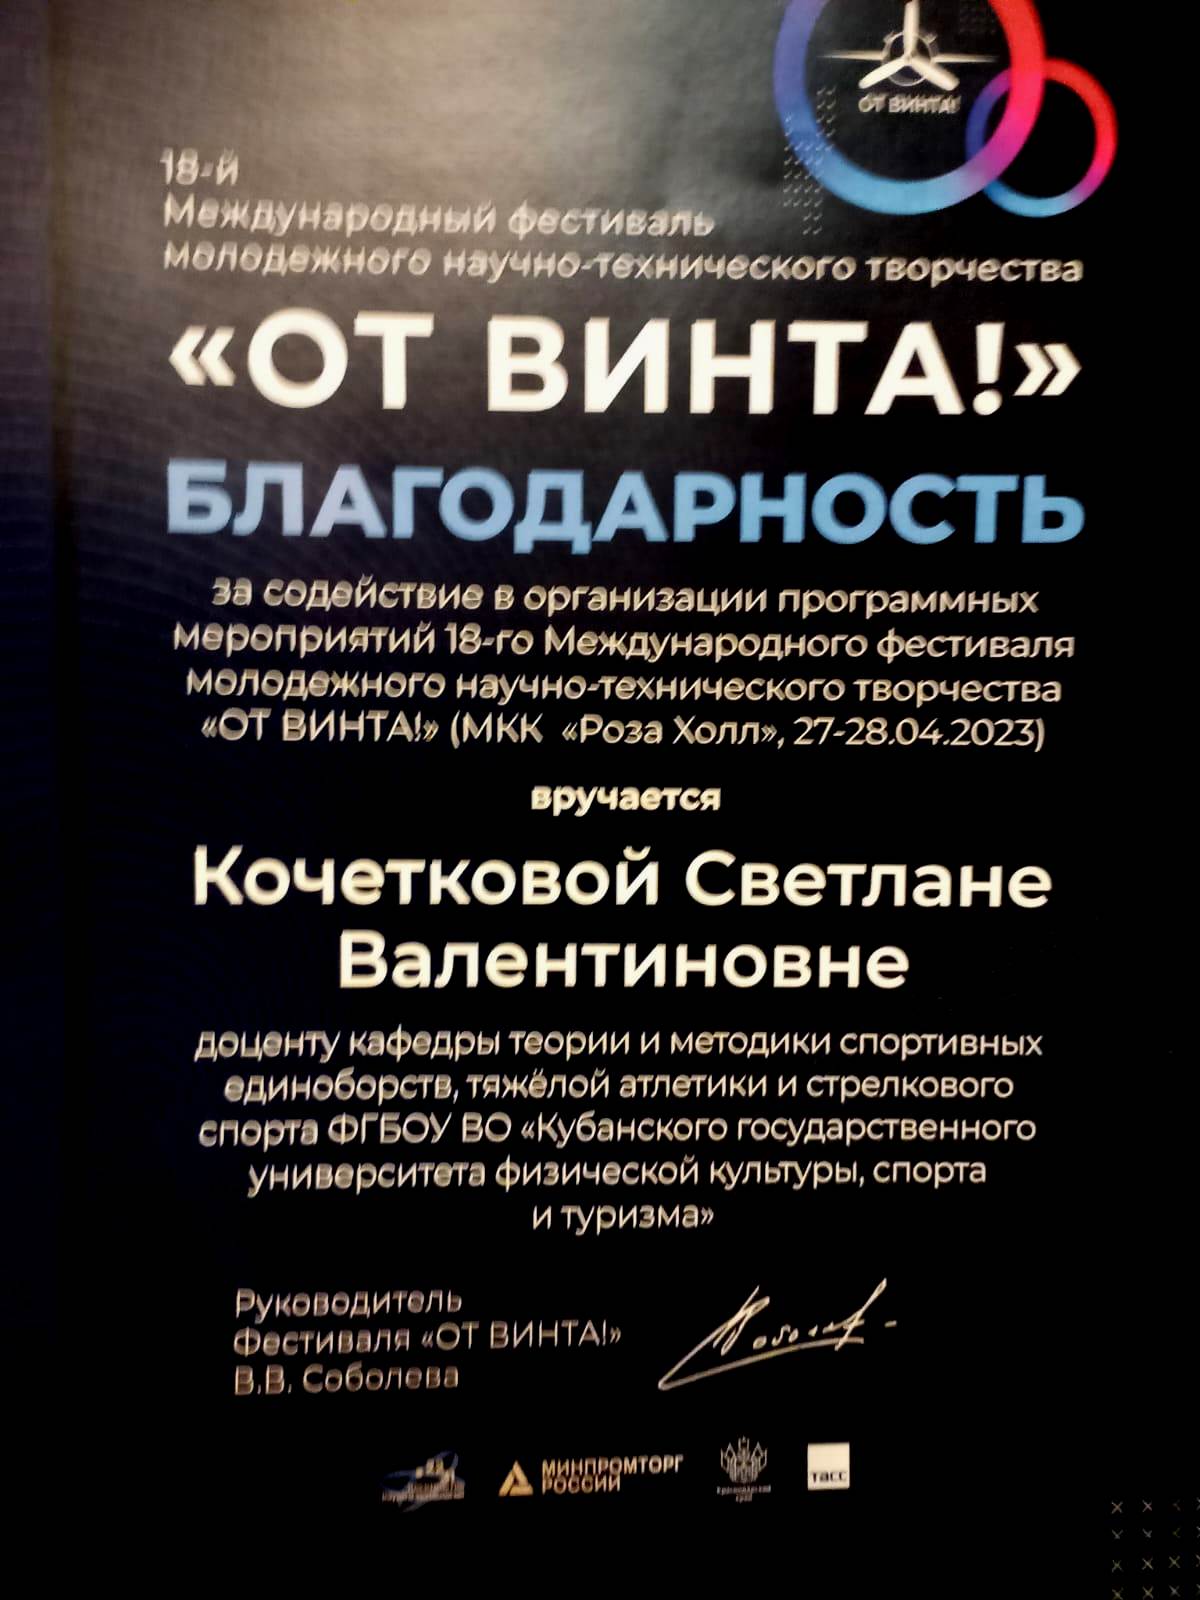 ОТ ВИНТА!
18-й
Международный фестиваль
молодежного научно-технического творчества
«ОТ ВИНТА!»
БЛАГОДАРНОСТЬ
за содействие в организации программных
мероприятий 18-го Международного фестиваля
молодежного научно-технического творчества
«ОТ ВИНТА!» (МКК «Роза Холл», 27-28.04.2023)
вручается
Кочетковой Светлане
Валентиновне
доценту кафедры теории и методики спортивных
единоборств, тяжёлой атлетики и стрелкового
спорта ФГБОУ ВО «Кубанского государственного
университета физической культуры, спорта
и туризма»
Руководитель
Фестиваля «ОТ ВИНТА!»
В.В. Соболева
МИНПРОМТОРГ
РОССИИ
Краснодарский
край
ТАСС